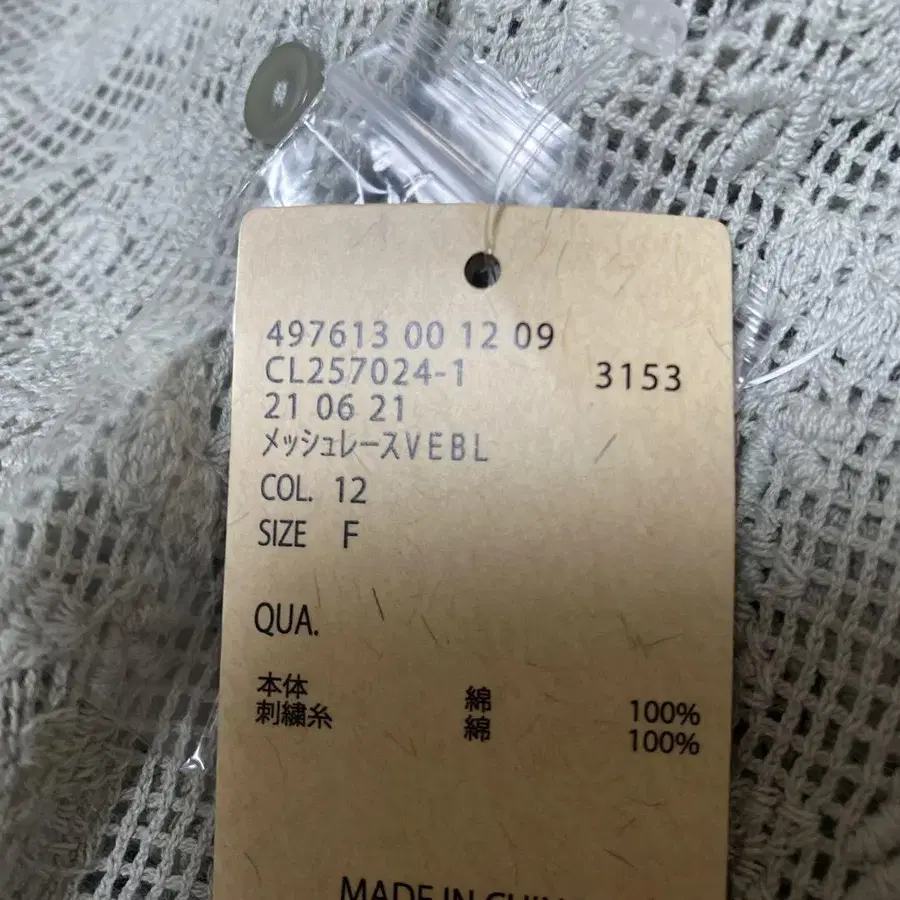 497613 00 12 09
CL257024-1 3153
21 06 21
メッシュレースVEBL
COL. 12
SIZE F
QUA.
本体 綿 100%
刺繍糸 綿 100%
MADE IN